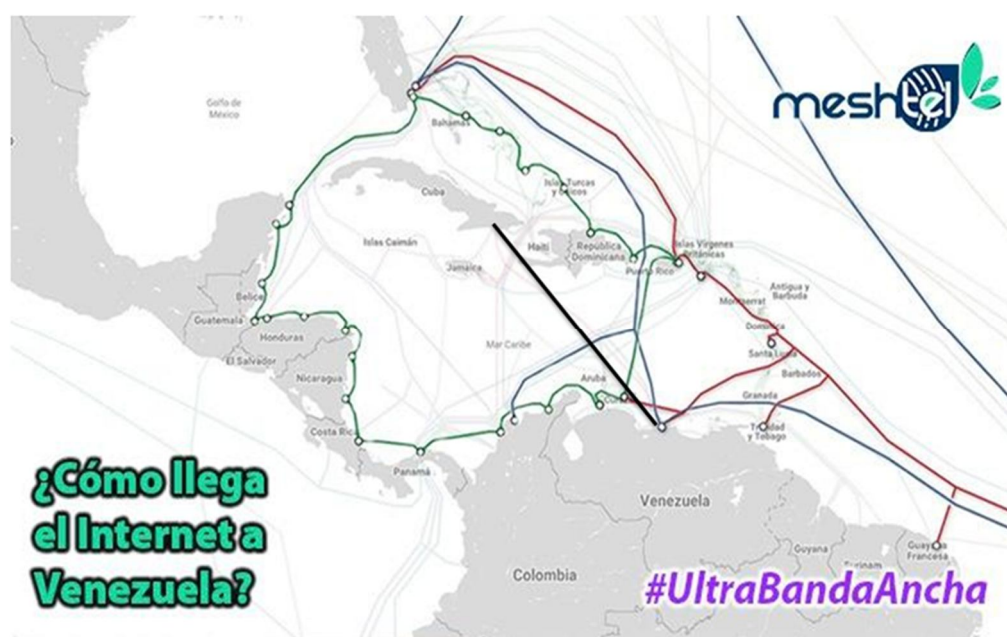 meshtel
Golfo de
México
Bahamas
Cuba
Islas Turcas
y Caicos
Islas Caimán
Haití
República
Dominicana
Puerto Rico
Islas Vírgenes
Británicas
Jamaica
Belice
Antigua y
Barbuda
Montserrat
Guatemala
Honduras
Dominica
El Salvador
Mar Caribe
Santa Lucía
Nicaragua
Aruba
Barbados
Granada
Costa Rica
Trinidad
y Tobago
Panamá
¿Cómo llega
el Internet a
Venezuela?
Venezuela
Colombia
Guyana
Surinam
Guayana
Francesa
#UltraBandaAncha